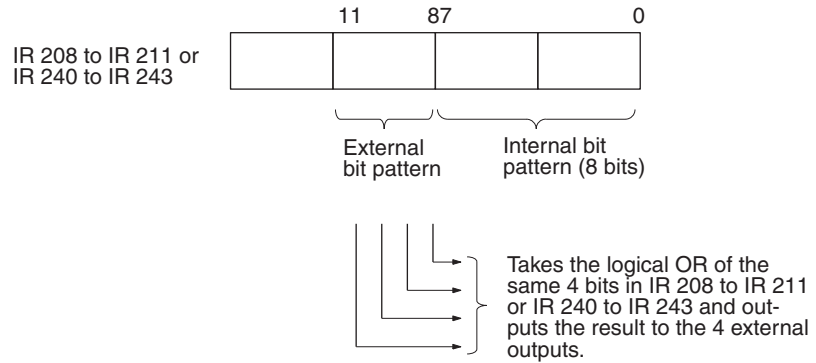 11 87 0
IR 208 to IR 211 or
IR 240 to IR 243
External
bit pattern
Internal bit
pattern (8 bits)
Takes the logical OR of the
same 4 bits in IR 208 to IR 211
or IR 240 to IR 243 and out-
puts the result to the 4 external
outputs.